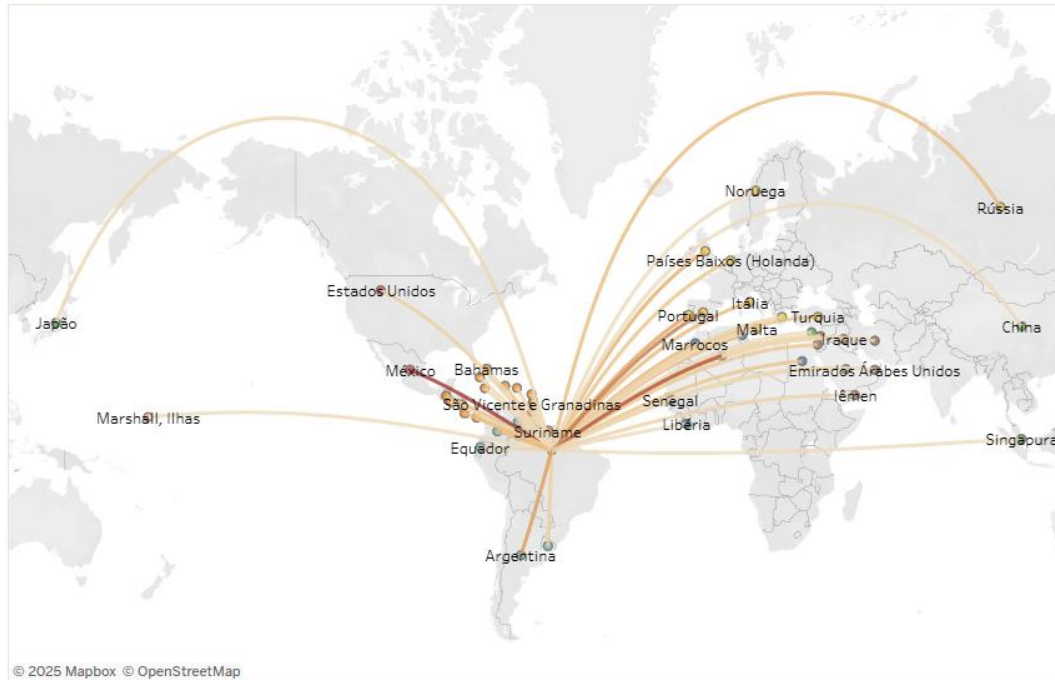 Noruega
Rússia
Países Baixos (Holanda)
Estados Unidos
Itália
Portugal
Turquia
Japão
Malta
China
Marrocos
Iraque
México
Bahamas
Emirados Árabes Unidos
São Vicente e Granadinas
Senegal
Iêmen
Marshall, Ilhas
Libéria
Suriname
Equador
Singapura
Argentina
© 2025 Mapbox © OpenStreetMap